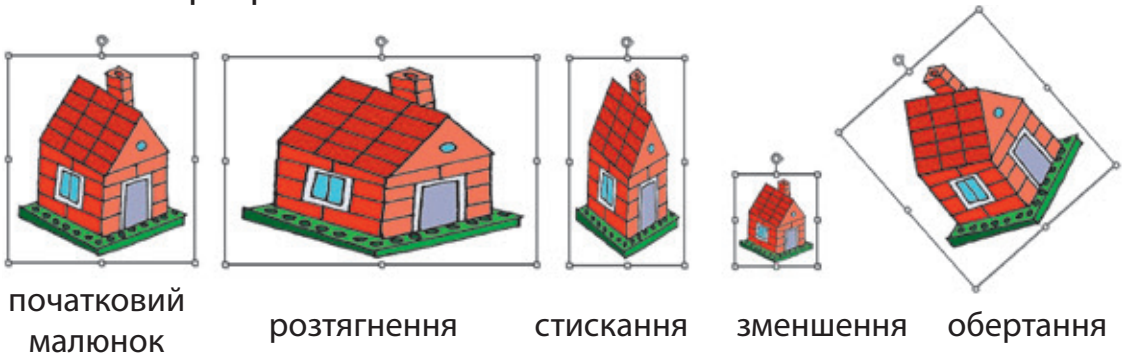 початковий
малюнок
розтягнення
стискання
зменшення
обертання